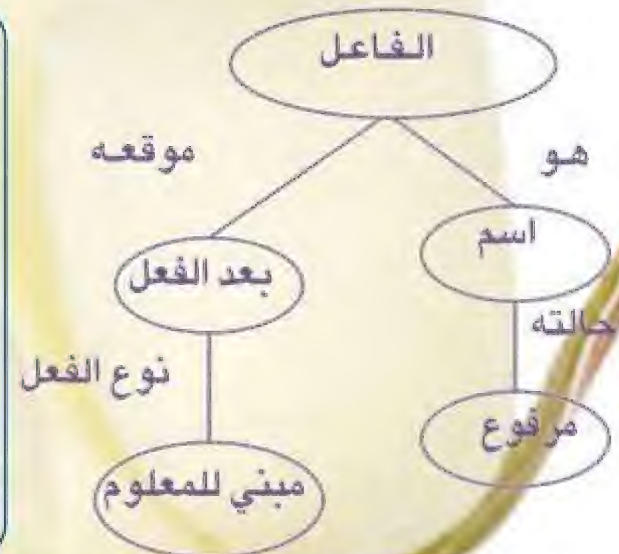 الفاعل
هو
موقعه
اسم
بعد الفعل
حالته
نوع الفعل
مرفوع
مبني للمعلوم